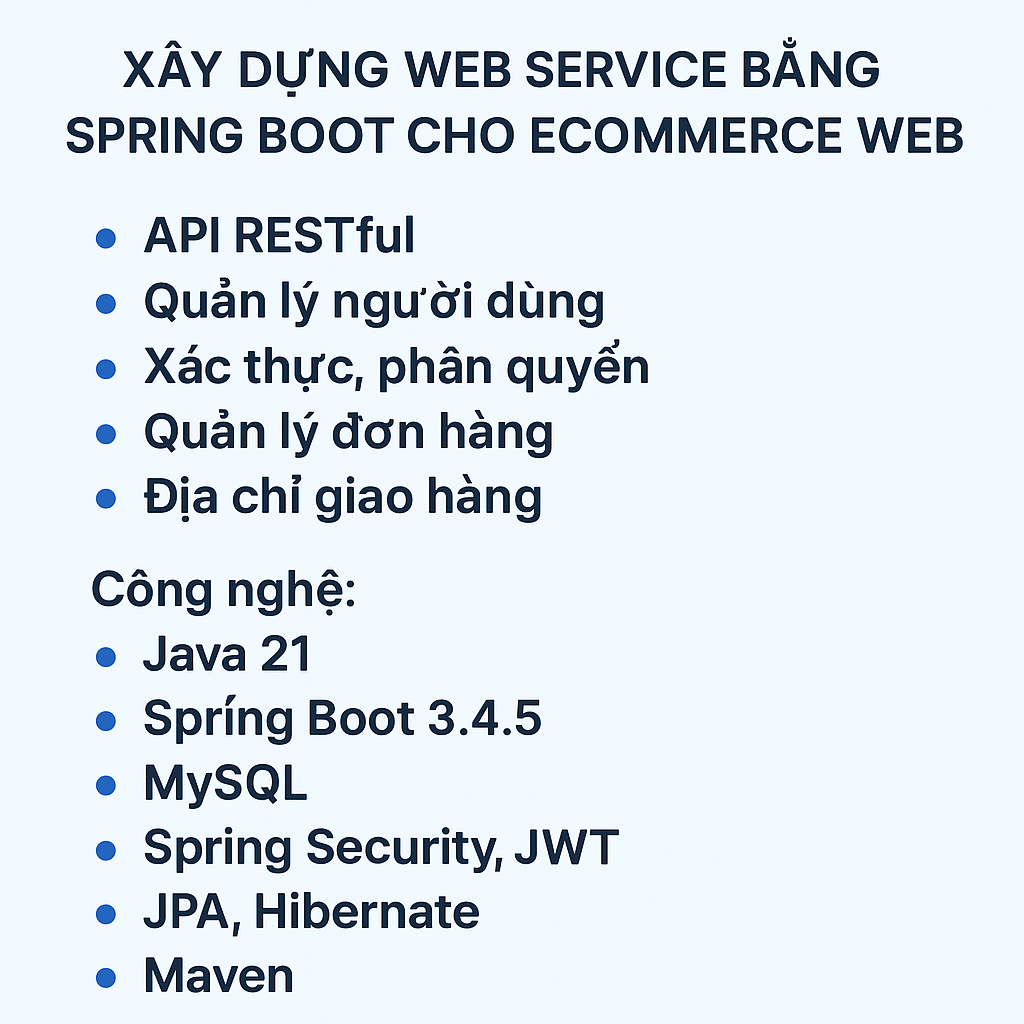 XÂY DỰNG WEB SERVICE BẲNG
SPRING BOOT CHO ECOMMERCE WEB
• API RESTful
• Quản lý người dùng
• Xác thực, phân quyển
• Quản lý đơn hàng
• Địa chỉ giao hàng
Công nghệ:
• Java 21
• Spríng Boot 3.4.5
• MySQL
• Spring Security, JWT
• JPA, Hibernate
• Maven